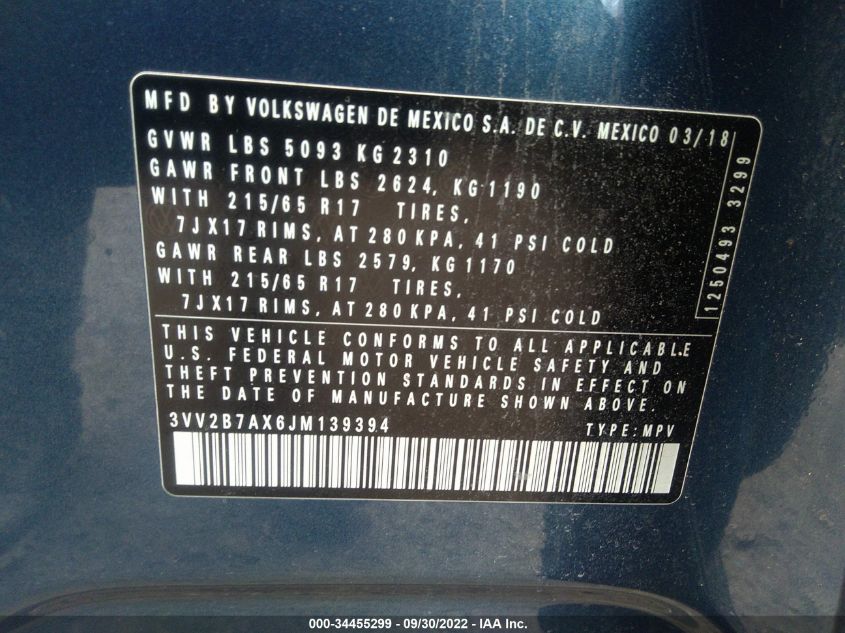 MFD BY VOLKSWAGEN DE MEXICO S.A. DE C.V. MEXICO 03/18
GVWR LBS 5093 KG 2310
GAWR FRONT LBS 2624, KG 1190
WITH 215/65 R17 TIRES,
7JX17 RIMS, AT 280 KPA, 41 PSI COLD
GAWR REAR LBS 2579, KG 1170
WITH 215/65 R17 TIRES,
7JX17 RIMS, AT 280 KPA, 41 PSI COLD
1250493 3299
THIS VEHICLE CONFORMS TO ALL APPLICABLE
U.S. FEDERAL MOTOR VEHICLE SAFETY AND
THEFT PREVENTION STANDARDS IN EFFECT ON
THE DATE OF MANUFACTURE SHOWN ABOVE.
3VV2B7AX6JM139394 TYPE: MPV
000-34455299 - 09/30/2022 - IAA Inc.